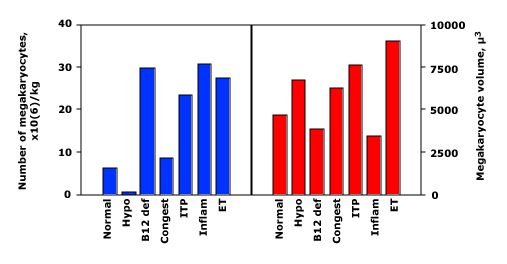 Number of megakaryocytes,
x10(6)/kg
40
30
20
10
0
Normal
Hypo
B12 def
Congest
ITP
Inflam
ET
Normal
Hypo
B12 def
Congest
ITP
Inflam
ET
10000
7500
5000
2500
0
Megakaryocyte volume, µ³